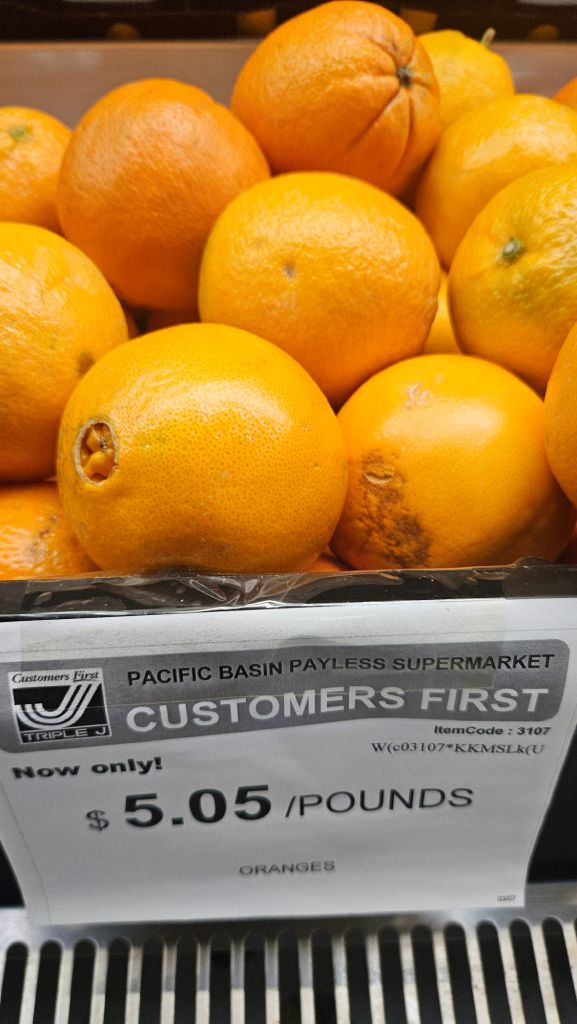 Customers First
TRIPLE J
PACIFIC BASIN PAYLESS SUPERMARKET
CUSTOMERS FIRST
ItemCode : 3107
W(c03107*KKMSLk(U
Now only!
$ 5.05 /POUNDS
ORANGES
03/07